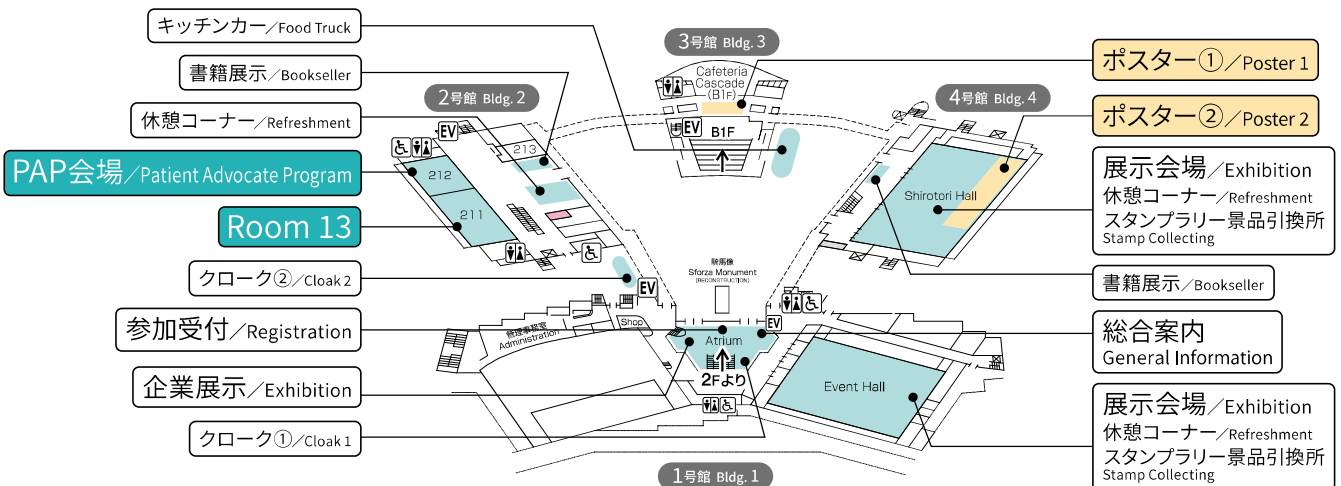 キッチンカー／Food Truck
書籍展示／Bookseller
休憩コーナー／Refreshment
PAP会場／Patient Advocate Program
Room 13
クローク②／Cloak 2
参加受付／Registration
企業展示／Exhibition
クローク①／Cloak 1
2号館 Bldg. 2
EV
213
212
211
EV
3号館 Bldg. 3
Cafeteria
Cascade
(B1F)
EV
B1F
騎馬像
Sforza Monument
(RECONSTRUCTION)
管理事務室
Administration
Shop
Atrium
EV
2Fより
Event Hall
1号館 Bldg. 1
4号館 Bldg. 4
Shirotori Hall
ポスター①／Poster 1
ポスター②／Poster 2
展示会場／Exhibition
休憩コーナー／Refreshment
スタンプラリー景品引換所
Stamp Collecting
書籍展示／Bookseller
総合案内
General Information
展示会場／Exhibition
休憩コーナー／Refreshment
スタンプラリー景品引換所
Stamp Collecting